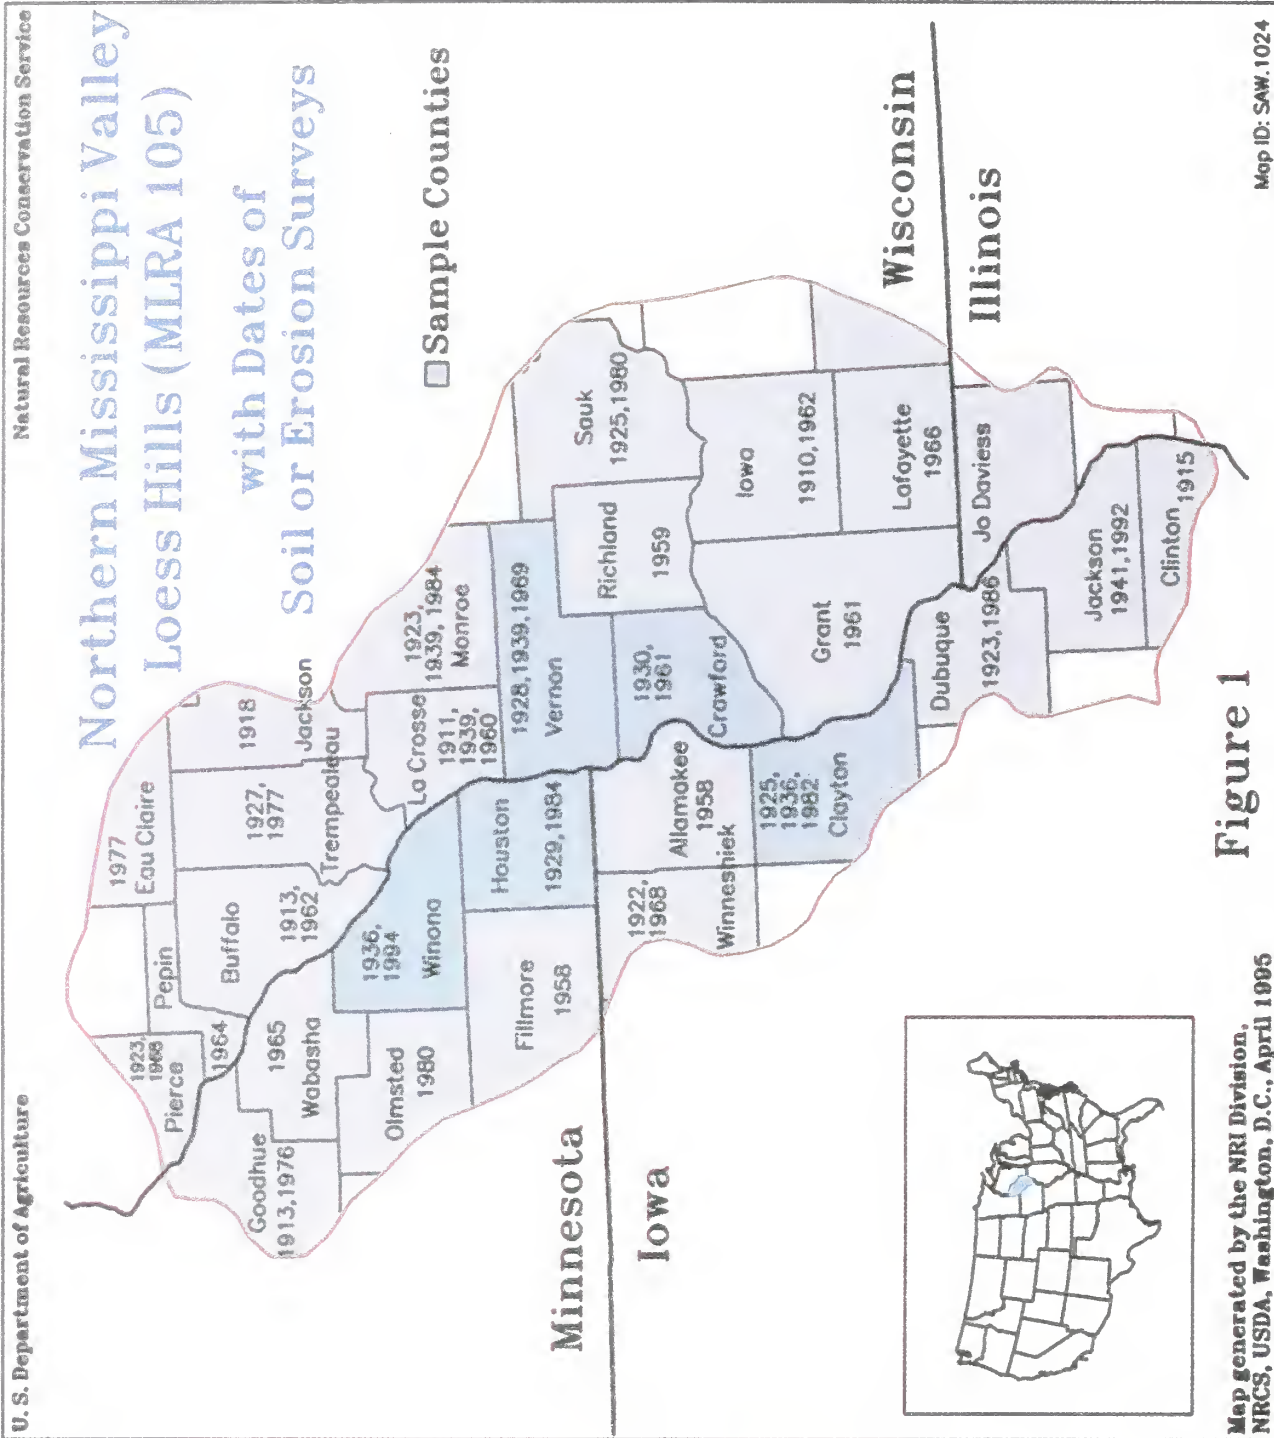 U. S. Department of Agriculture
Natural Resources Conservation Service
Northern Mississippi Valley
Loess Hills (MLRA 105)
with Dates of
Soil or Erosion Surveys
Sample Counties
1977
Eau Claire
1923,
1968
Pierce
Pepin
1964
Buffalo
1913,
1962
1927,
1977
Trempealeau
1918
Jackson
Goodhue
1913,1976
1965
Wabasha
Olmsted
1980
1936,
1994
Winona
La Crosse
1911,
1939,
1960
1923,
1939,1984
Monroe
Fillmore
1958
Houston
1929,1984
1928,1939,1969
Vernon
Richland
1959
Sauk
1925,1980
1930,
1961
Crawford
Minnesota
Iowa
1922,
1968
Winneshiek
Allamakee
1958
1925,
1936,
1982
Clayton
Grant
1961
Iowa
1910,1962
Lafayette
1966
Wisconsin
Illinois
Dubuque
1923,1986
Jo Daviess
Jackson
1941,1992
Clinton
1915
Figure 1
Map generated by the NRI Division,
NRCS, USDA, Washington, D.C., April 1995
Map ID: SAW.1024